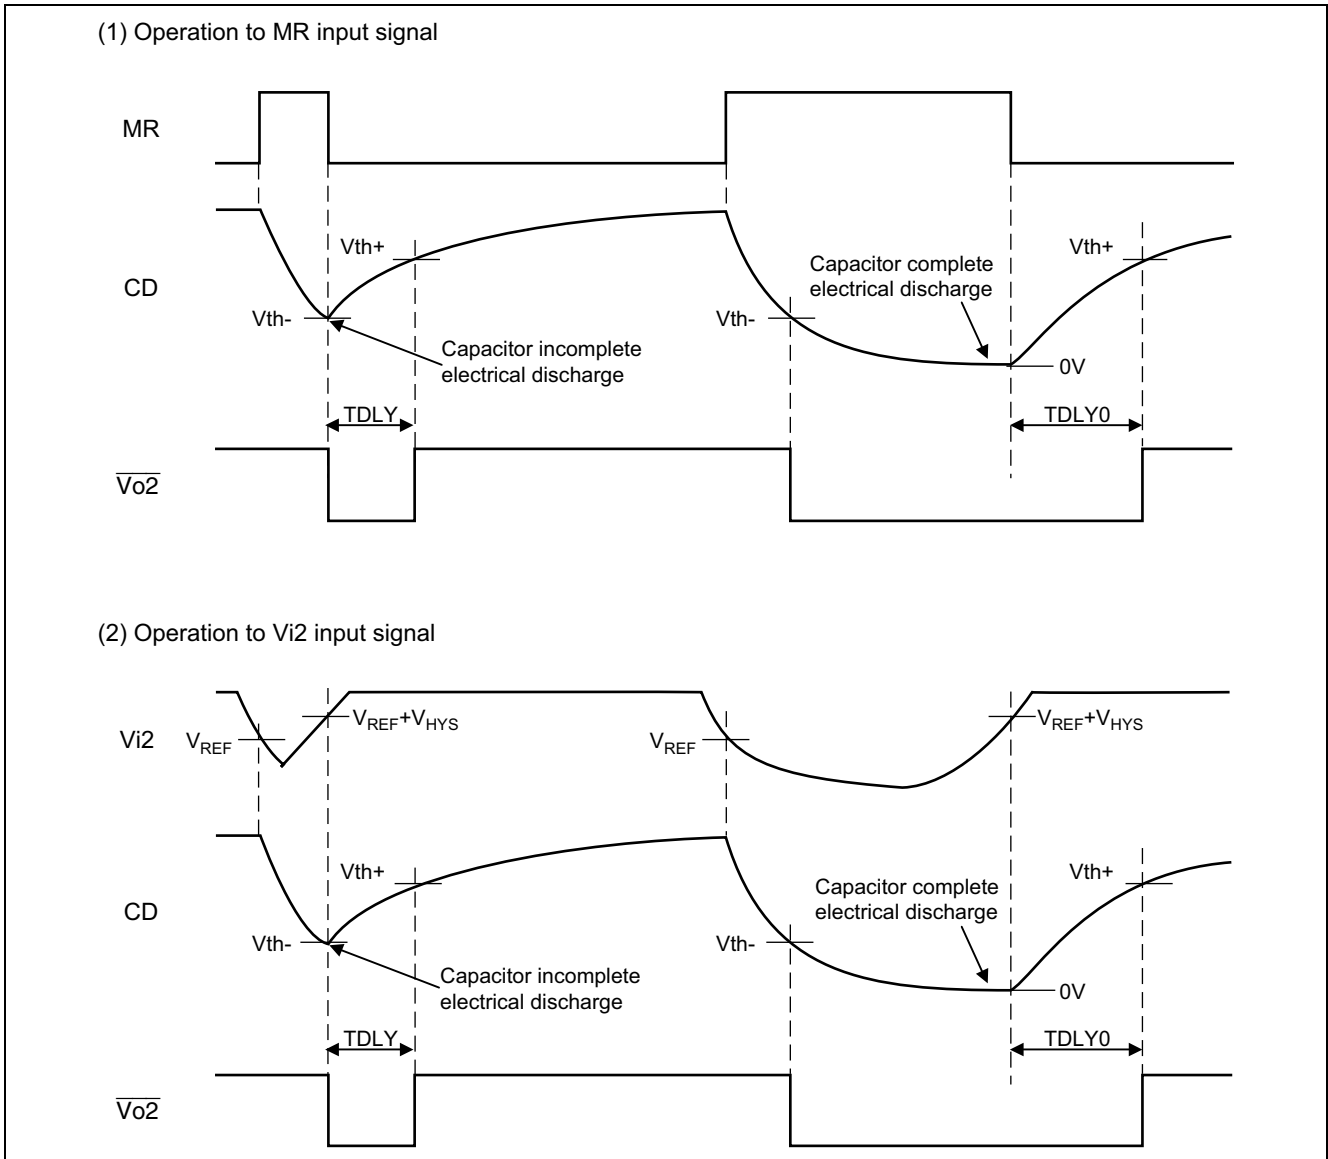 (1) Operation to MR input signal
MR
CD
Vth+
Vth-
Capacitor incomplete
electrical discharge
Vth-
Capacitor complete
electrical discharge
Vth+
0V
TDLY
TDLY0
V̅o̅2̅
(2) Operation to Vi2 input signal
Vi2
VREF
VREF+VHYS
VREF
VREF+VHYS
CD
Vth+
Vth-
Capacitor incomplete
electrical discharge
Vth-
Capacitor complete
electrical discharge
Vth+
0V
TDLY
TDLY0
V̅o̅2̅